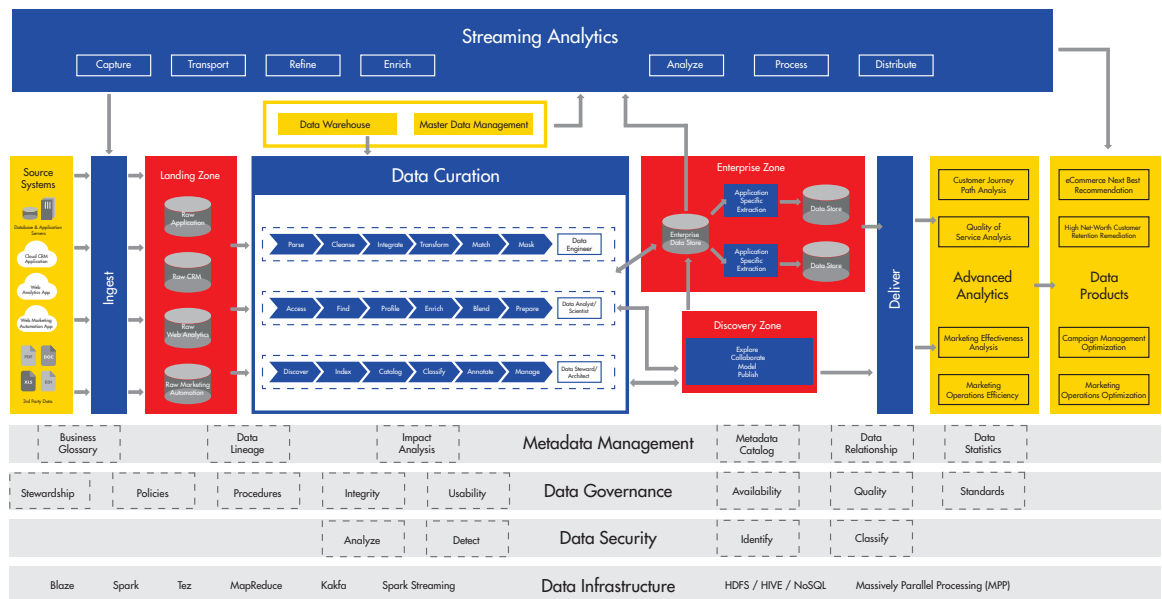 Streaming Analytics
Capture
Transport
Refine
Enrich
Analyze
Process
Distribute
Data Warehouse
Master Data Management
Source
Systems
Database & Application
Servers
Cloud CRM
Application
Web
Analytics App
Web Marketing
Automation App
PDF
DOC
XLS
EDI
3rd Party Data
Ingest
Landing Zone
Raw
Application
Raw CRM
Raw
Web Analytics
Raw Marketing
Automation
Data Curation
Parse
Cleanse
Integrate
Transform
Match
Mask
Data
Engineer
Access
Find
Profile
Enrich
Blend
Prepare
Data Analyst/
Scientist
Discover
Index
Catalog
Classify
Annotate
Manage
Data Steward/
Architect
Enterprise Zone
Enterprise
Data Store
Application
Specific
Extraction
Data Store
Application
Specific
Extraction
Data Store
Discovery Zone
Explore
Collaborate
Model
Publish
Deliver
Customer Journey
Path Analysis
Quality of
Service Analysis
Advanced
Analytics
Marketing Effectiveness
Analysis
Marketing
Operations Efficiency
eCommerce Next Best
Recommendation
High Net-Worth Customer
Retention Remediation
Data
Products
Campaign Management
Optimization
Marketing
Operations Optimization
Business
Glossary
Data
Lineage
Impact
Analysis
Metadata Management
Metadata
Catalog
Data
Relationship
Data
Statistics
Stewardship
Policies
Procedures
Integrity
Usability
Data Governance
Availability
Quality
Standards
Analyze
Detect
Data Security
Identify
Classify
Blaze
Spark
Tez
MapReduce
Kakfa
Spark Streaming
Data Infrastructure
HDFS / HIVE / NoSQL
Massively Parallel Processing (MPP)